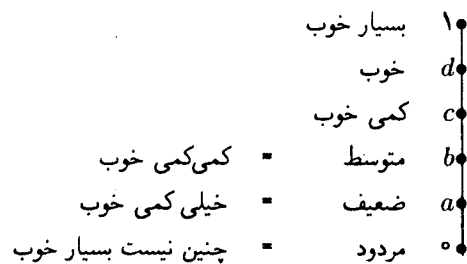 ۱ بسیار خوب
d خوب
c کمی خوب
b متوسط = کمی‌کمی خوب
a ضعیف = خیلی کمی خوب
۰ مردود = چنین نیست بسیار خوب